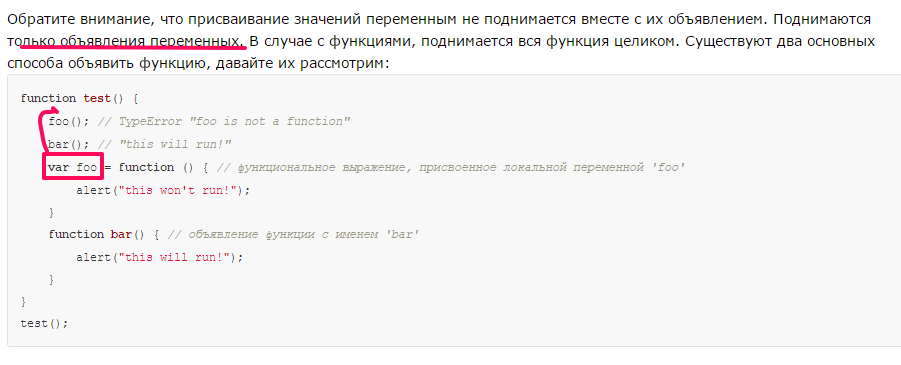 Обратите внимание, что присваивание значений переменным не поднимается вместе с их объявлением. Поднимаются
только объявления переменных. В случае с функциями, поднимается вся функция целиком. Существуют два основных
способа объявить функцию, давайте их рассмотрим:
function test() {
    foo(); // TypeError "foo is not a function"
    bar(); // "this will run!"
    var foo = function () { // функциональное выражение, присвоенное локальной переменной 'foo'
        alert("this won't run!");
    }
    function bar() { // объявление функции с именем 'bar'
        alert("this will run!");
    }
}
test();